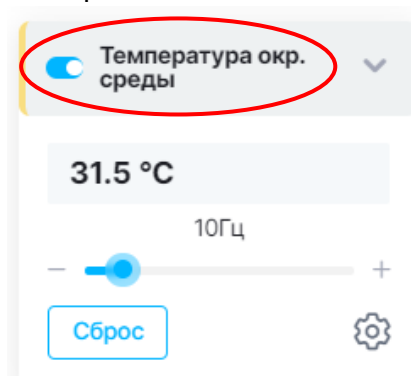 Температура окр.
среды
31.5 °C
10Гц
− +
Сброс